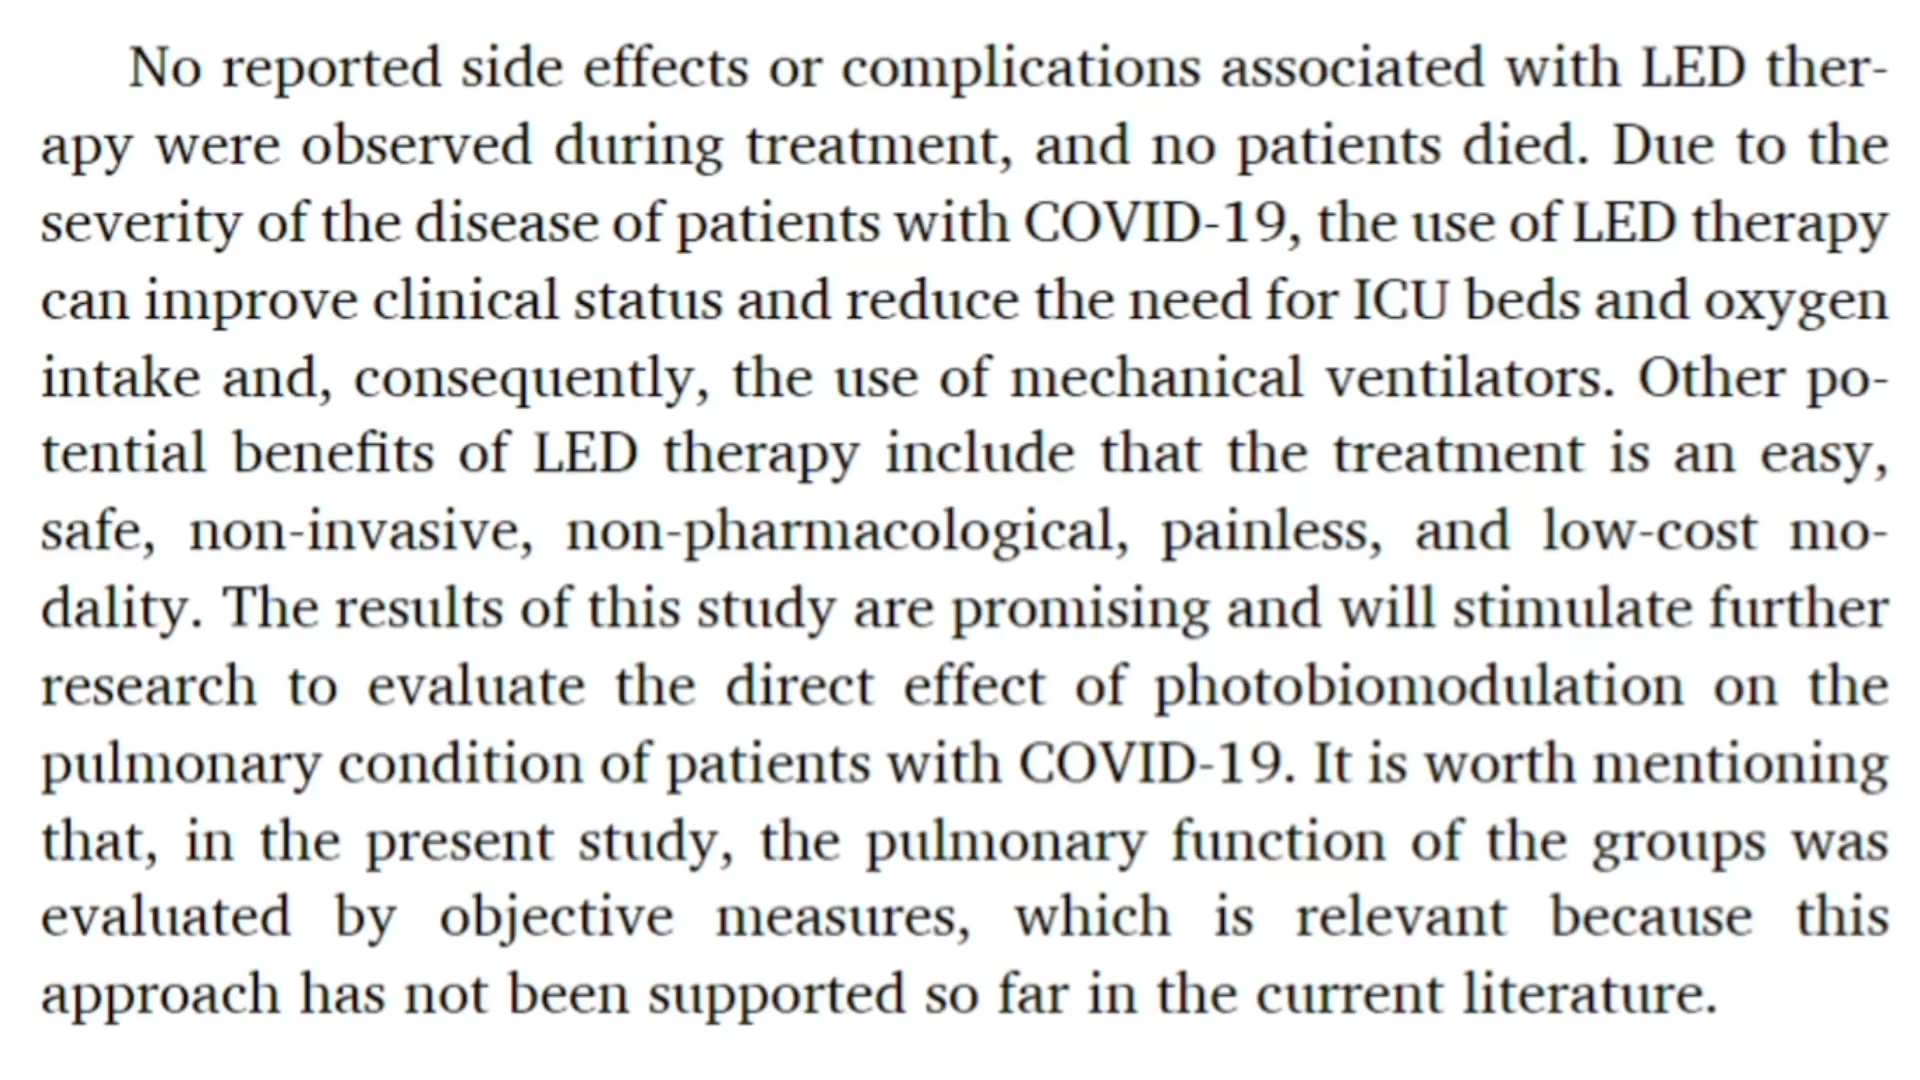 No reported side effects or complications associated with LED ther-
apy were observed during treatment, and no patients died. Due to the
severity of the disease of patients with COVID-19, the use of LED therapy
can improve clinical status and reduce the need for ICU beds and oxygen
intake and, consequently, the use of mechanical ventilators. Other po-
tential benefits of LED therapy include that the treatment is an easy,
safe, non-invasive, non-pharmacological, painless, and low-cost mo-
dality. The results of this study are promising and will stimulate further
research to evaluate the direct effect of photobiomodulation on the
pulmonary condition of patients with COVID-19. It is worth mentioning
that, in the present study, the pulmonary function of the groups was
evaluated by objective measures, which is relevant because this
approach has not been supported so far in the current literature.